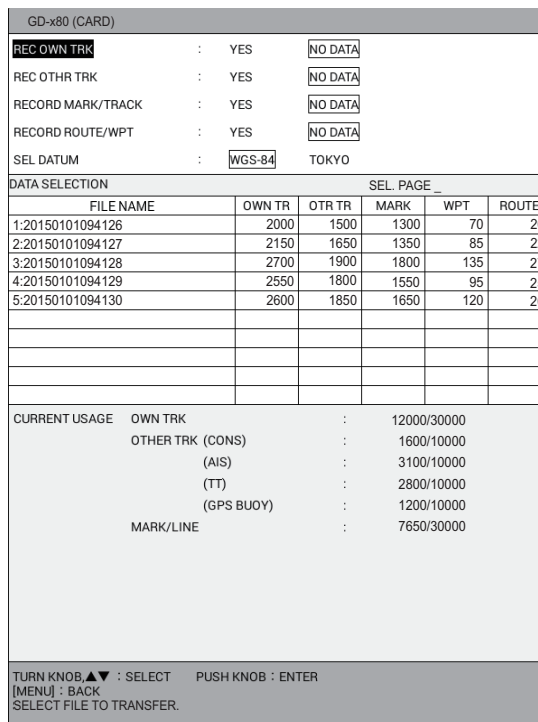 GD-x80 (CARD)
REC OWN TRK : YES NO DATA
REC OTHR TRK : YES NO DATA
RECORD MARK/TRACK : YES NO DATA
RECORD ROUTE/WPT : YES NO DATA
SEL DATUM : WGS-84 TOKYO
DATA SELECTION SEL. PAGE _
FILE NAME OWN TR OTR TR MARK WPT ROUTE
1:20150101094126 2000 1500 1300 70 2
2:20150101094127 2150 1650 1350 85 2
3:20150101094128 2700 1900 1800 135 2
4:20150101094129 2550 1800 1550 95 2
5:20150101094130 2600 1850 1650 120 2
CURRENT USAGE OWN TRK : 12000/30000
OTHER TRK (CONS) : 1600/10000
(AIS) : 3100/10000
(TT) : 2800/10000
(GPS BUOY) : 1200/10000
MARK/LINE : 7650/30000
TURN KNOB,▲▼ : SELECT PUSH KNOB : ENTER
[MENU] : BACK
SELECT FILE TO TRANSFER.